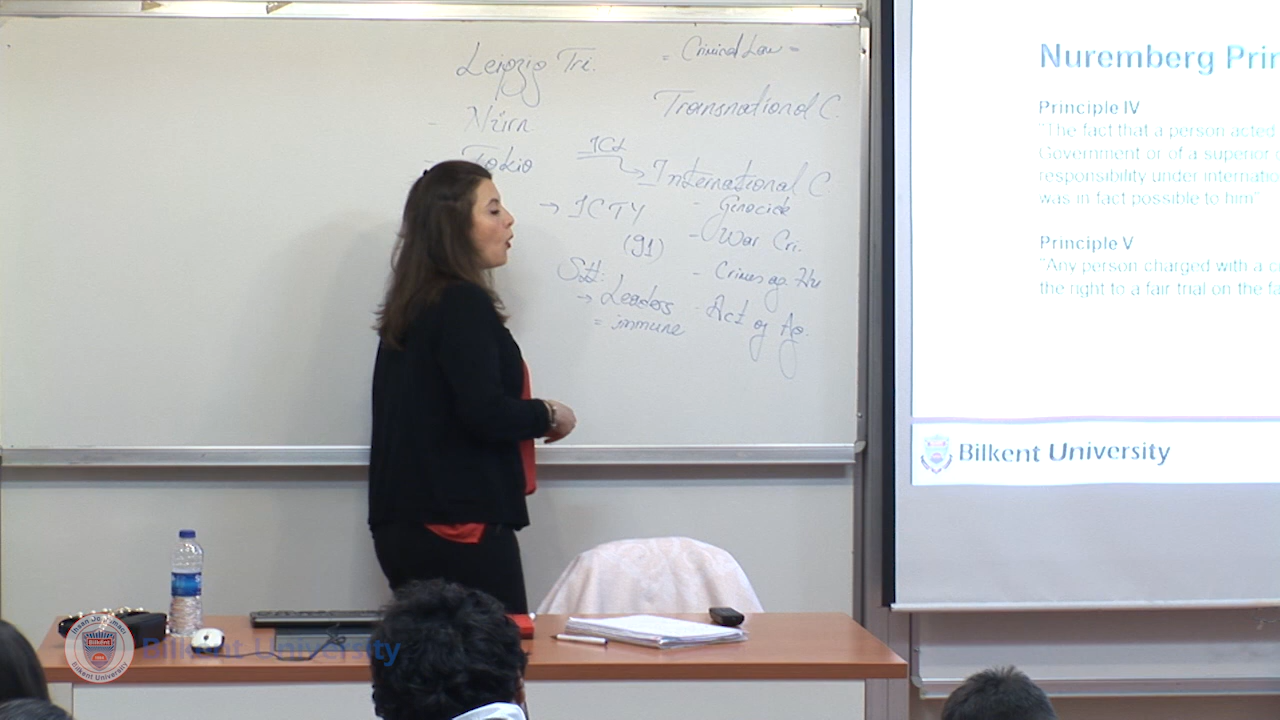 Leipzig Tri.
- Nürn
- Tokio
→ ICTY
(91)
→ Leaders
= immune
= Criminal Law =
Transnational C.
ICL
International C.
- Genocide
- War Cri.
- Crimes ag. Hu
- Act of Ag.
Nuremberg Prin
Principle IV
"The fact that a person acted
Government or of a superior
responsibility under internatio
was in fact possible to him"
Principle V
"Any person charged with a c
the right to a fair trial on the fa
Bilkent University
Bilkent University
Bilkent University